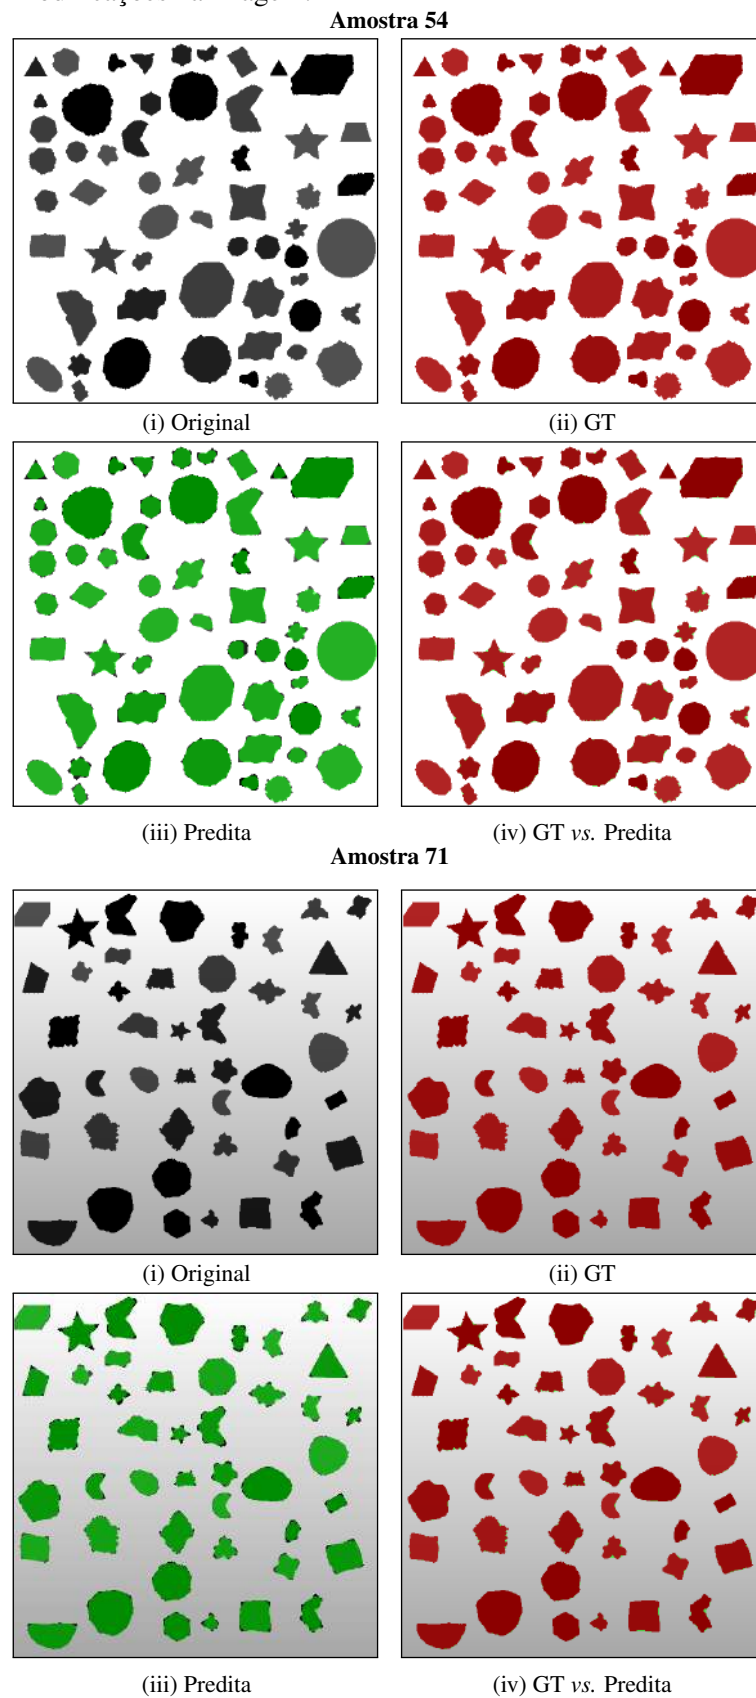 Amostra 54
(i) Original
(ii) GT
(iii) Predita
(iv) GT vs. Predita
Amostra 71
(i) Original
(ii) GT
(iii) Predita
(iv) GT vs. Predita